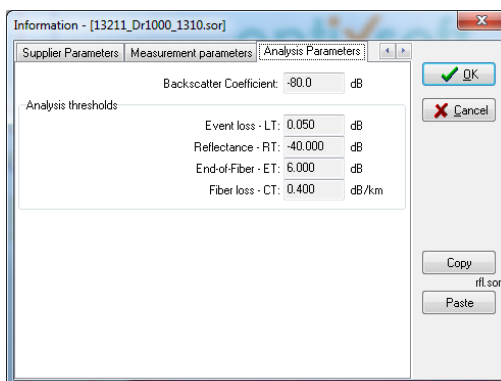 Information - [13211_Dr1000_1310.sor]
Supplier Parameters Measurement parameters Analysis Parameters
Backscatter Coefficient: -80.0 dB
Analysis thresholds
Event loss - LT: 0.050 dB
Reflectance - RT: -40.000 dB
End-of-Fiber - ET: 6.000 dB
Fiber loss - CT: 0.400 dB/km
OK
Cancel
Copy
rfl.sor
Paste